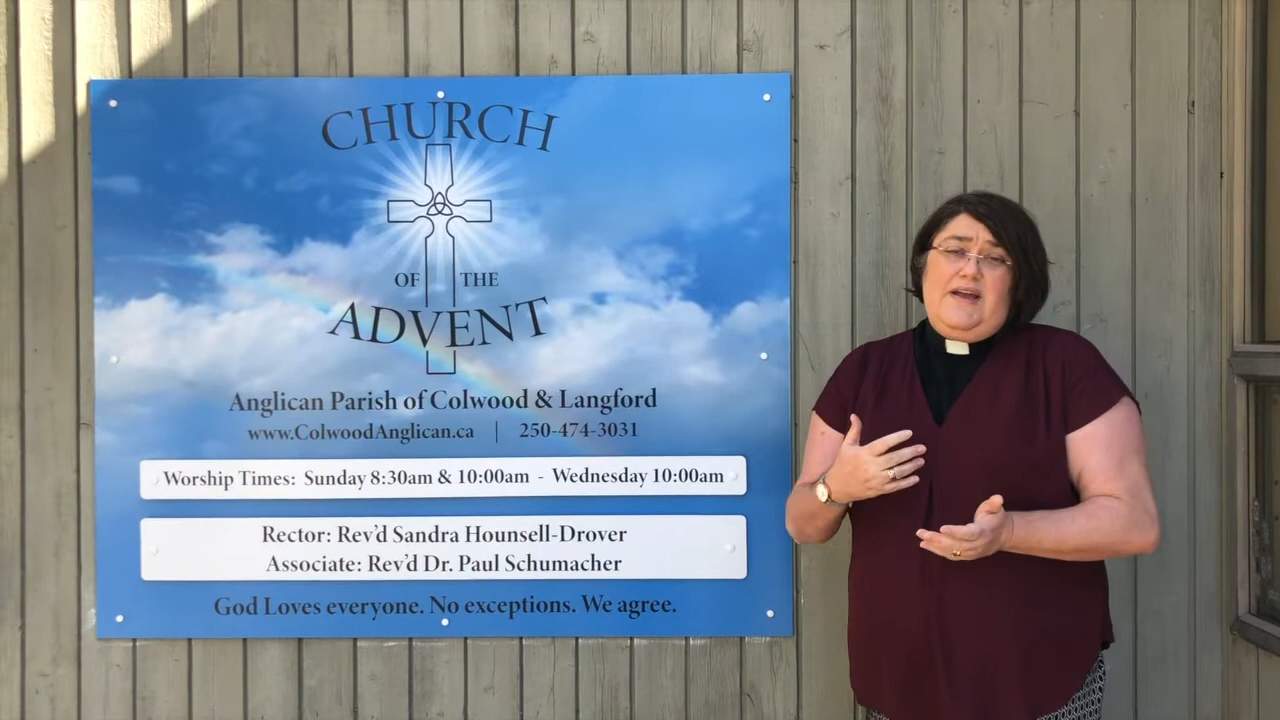 CHURCH
OF THE
ADVENT
Anglican Parish of Colwood & Langford
www.ColwoodAnglican.ca | 250-474-3031
Worship Times: Sunday 8:30am & 10:00am - Wednesday 10:00am
Rector: Rev'd Sandra Hounsell-Drover
Associate: Rev'd Dr. Paul Schumacher
God Loves everyone. No exceptions. We agree.